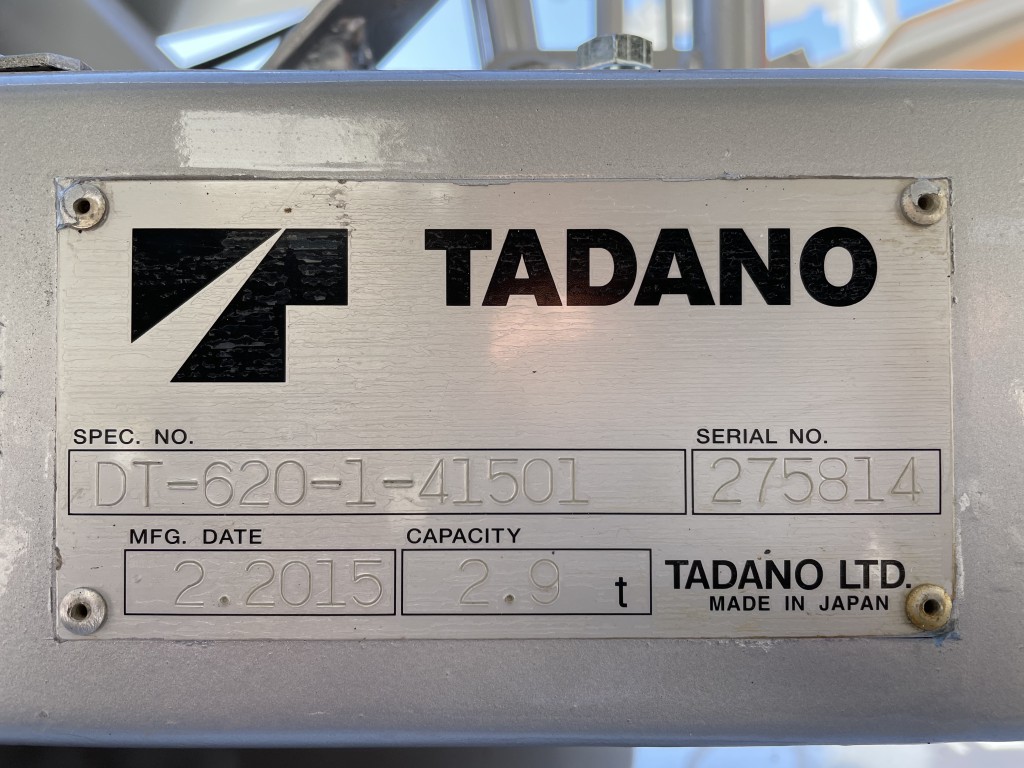 TADANO
SPEC. NO. SERIAL NO.
DT-620-1-41501 275814
MFG. DATE CAPACITY
2.2015 2.9 t
TADANO LTD.
MADE IN JAPAN